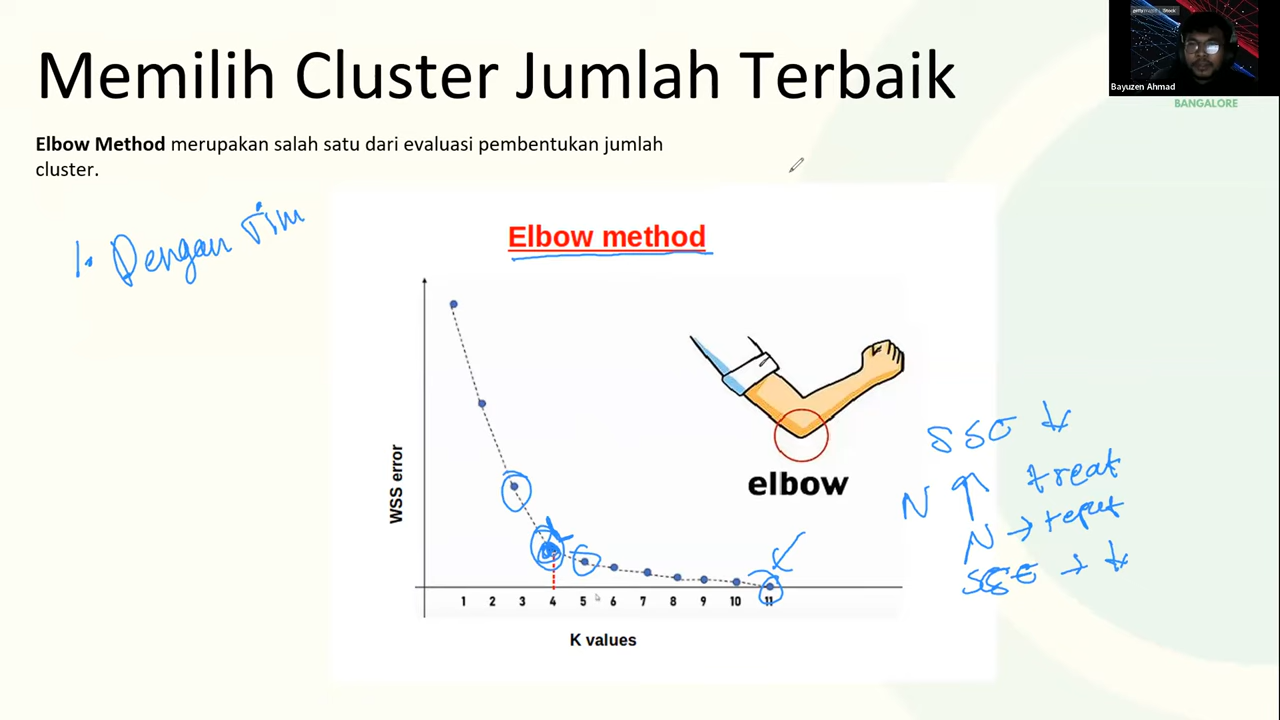 Memilih Cluster Jumlah Terbaik
Bayuzen Ahmad
BANGALORE
Elbow Method merupakan salah satu dari evaluasi pembentukan jumlah
cluster.
1. Dengan Tim
Elbow method
WSS error
elbow
1 2 3 4 5 6 7 8 9 10 11
K values
SSE ↓
N ↑ treat
N →
SSE → ↓